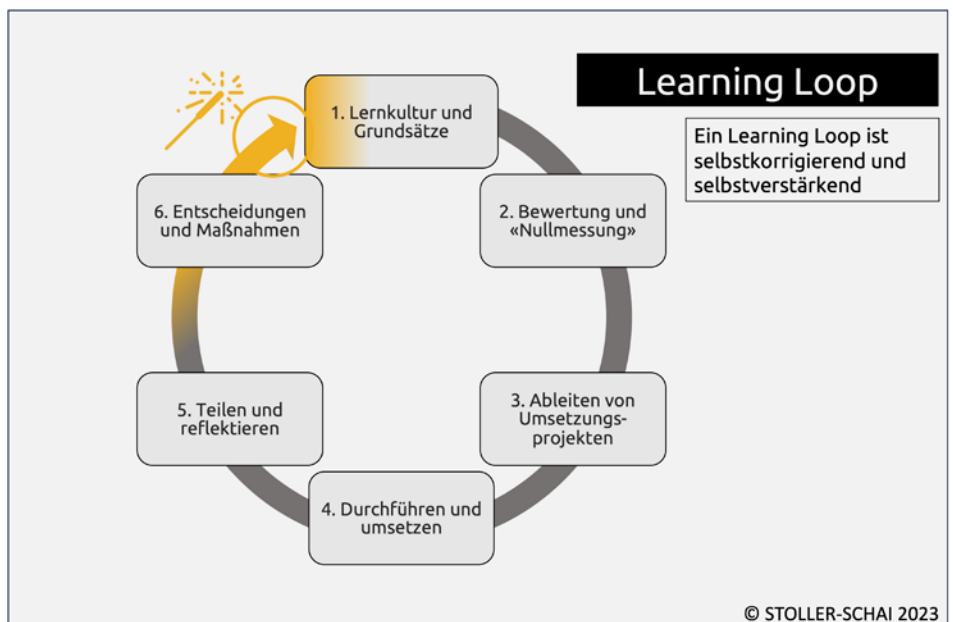 Learning Loop
Ein Learning Loop ist
selbstkorrigierend und
selbstverstärkend
1. Lernkultur und
Grundsätze
2. Bewertung und
«Nullmessung»
3. Ableiten von
Umsetzungs-
projekten
4. Durchführen und
umsetzen
5. Teilen und
reflektieren
6. Entscheidungen
und Maßnahmen
© STOLLER-SCHAI 2023